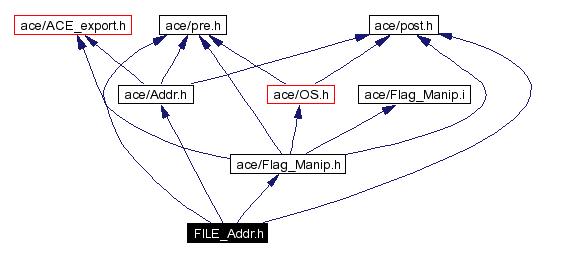 ace/ACE_export.h
ace/pre.h
ace/post.h
ace/Addr.h
ace/OS.h
ace/Flag_Manip.i
ace/Flag_Manip.h
FILE_Addr.h